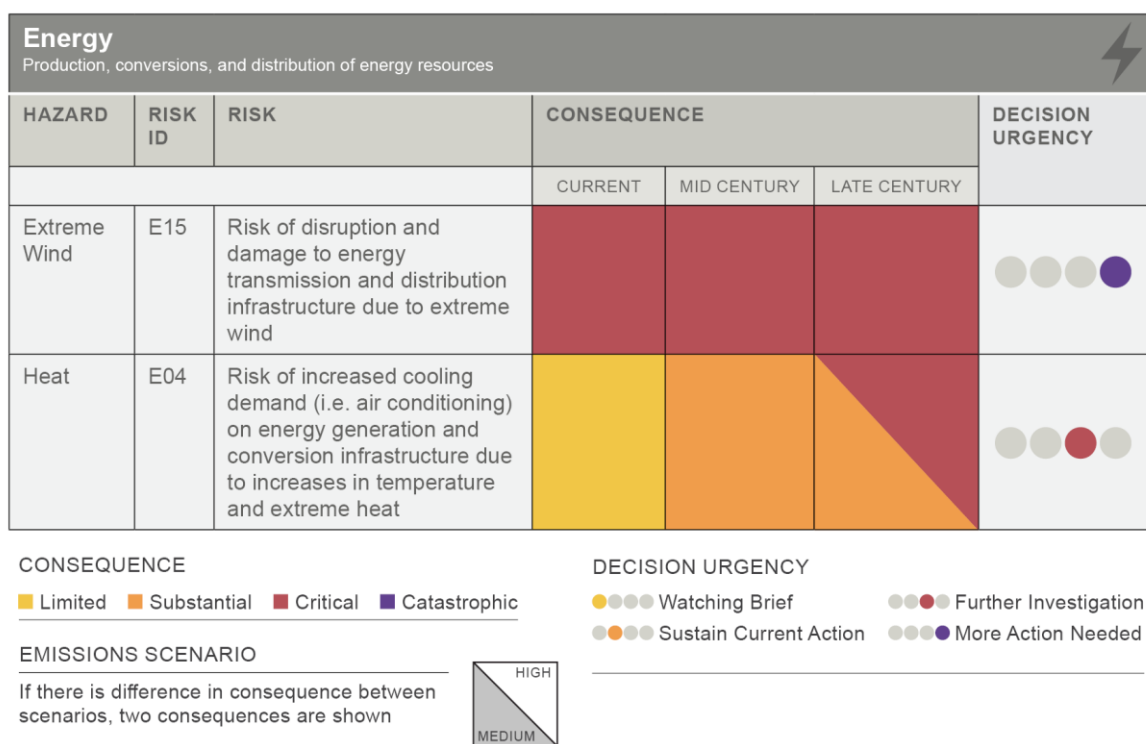 Energy
Production, conversions, and distribution of energy resources
HAZARD
RISK
ID
RISK
CONSEQUENCE
DECISION
URGENCY
CURRENT
MID CENTURY
LATE CENTURY
Extreme
Wind
E15
Risk of disruption and
damage to energy
transmission and distribution
infrastructure due to extreme
wind
Heat
E04
Risk of increased cooling
demand (i.e. air conditioning)
on energy generation and
conversion infrastructure due
to increases in temperature
and extreme heat
CONSEQUENCE
Limited
Substantial
Critical
Catastrophic
EMISSIONS SCENARIO
If there is difference in consequence between
scenarios, two consequences are shown
HIGH
MEDIUM
DECISION URGENCY
Watching Brief
Further Investigation
Sustain Current Action
More Action Needed